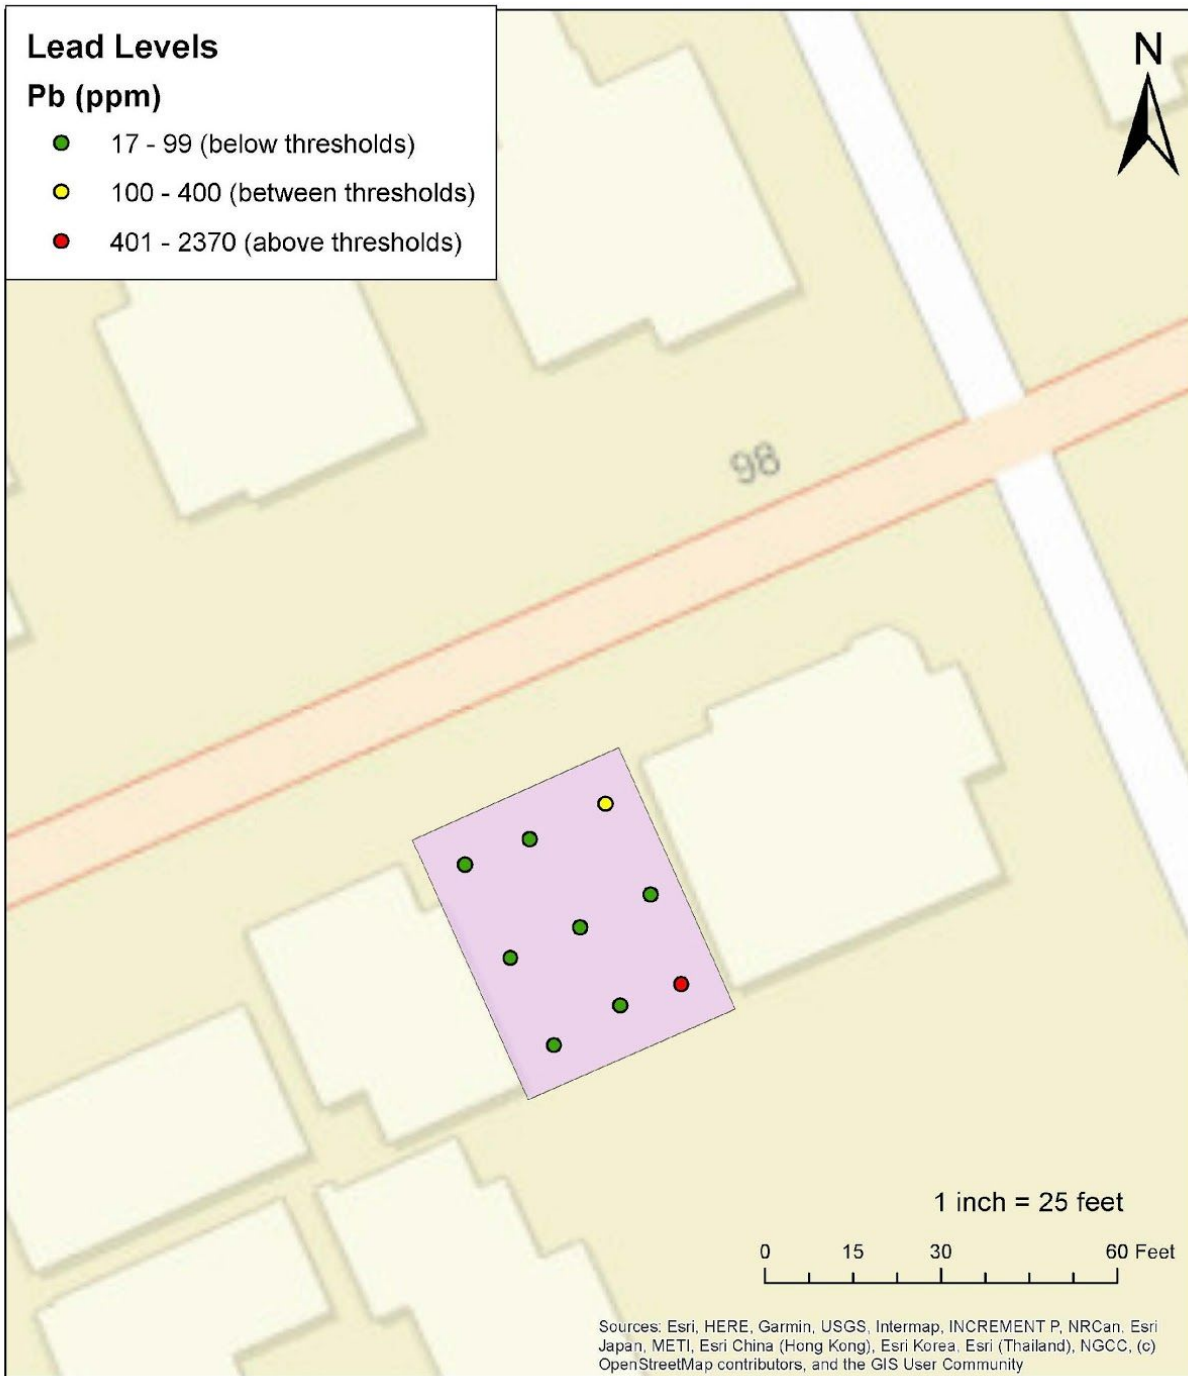 Lead Levels
Pb (ppm)
17 - 99 (below thresholds)
100 - 400 (between thresholds)
401 - 2370 (above thresholds)
N
98
1 inch = 25 feet
0 15 30 60 Feet
Sources: Esri, HERE, Garmin, USGS, Intermap, INCREMENT P, NRCan, Esri
Japan, METI, Esri China (Hong Kong), Esri Korea, Esri (Thailand), NGCC, (c)
OpenStreetMap contributors, and the GIS User Community